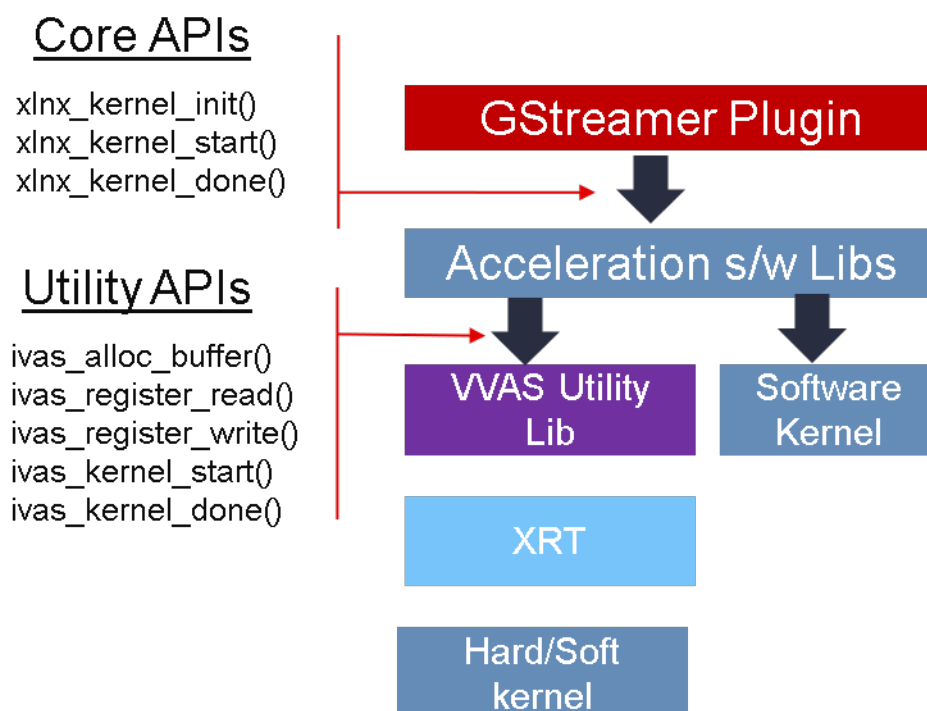 Core APIs
xlnx_kernel_init()
xlnx_kernel_start()
xlnx_kernel_done()
Utility APIs
ivas_alloc_buffer()
ivas_register_read()
ivas_register_write()
ivas_kernel_start()
ivas_kernel_done()
GStreamer Plugin
Acceleration s/w Libs
VVAS Utility
Lib
Software
Kernel
XRT
Hard/Soft
kernel